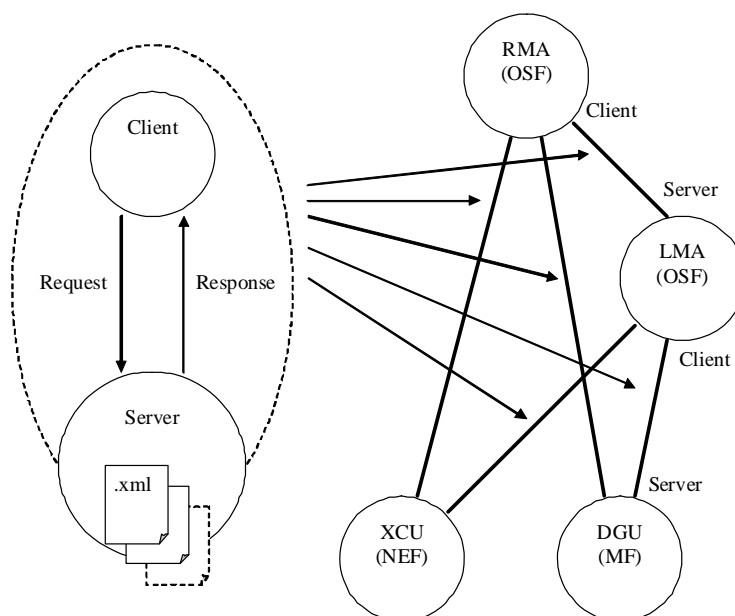 Client
Request
Response
Server
.xml
RMA
(OSF)
Client
Server
LMA
(OSF)
Client
Server
XCU
(NEF)
DGU
(MF)